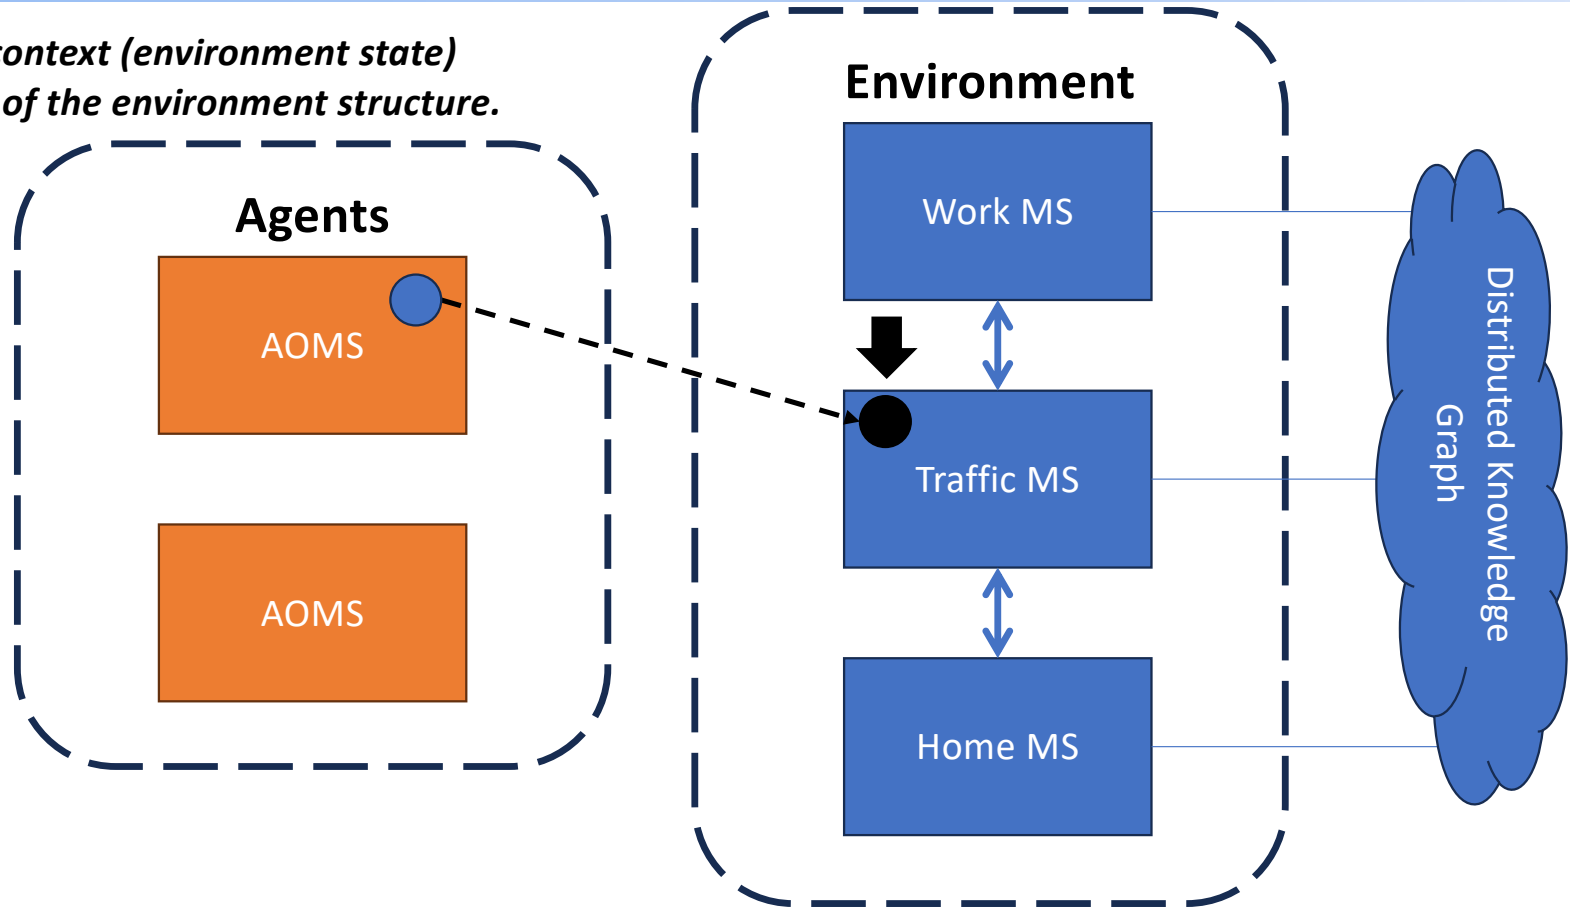 context (environment state)
of the environment structure.
Agents
AOMS
AOMS
Environment
Work MS
Traffic MS
Home MS
Distributed Knowledge
Graph